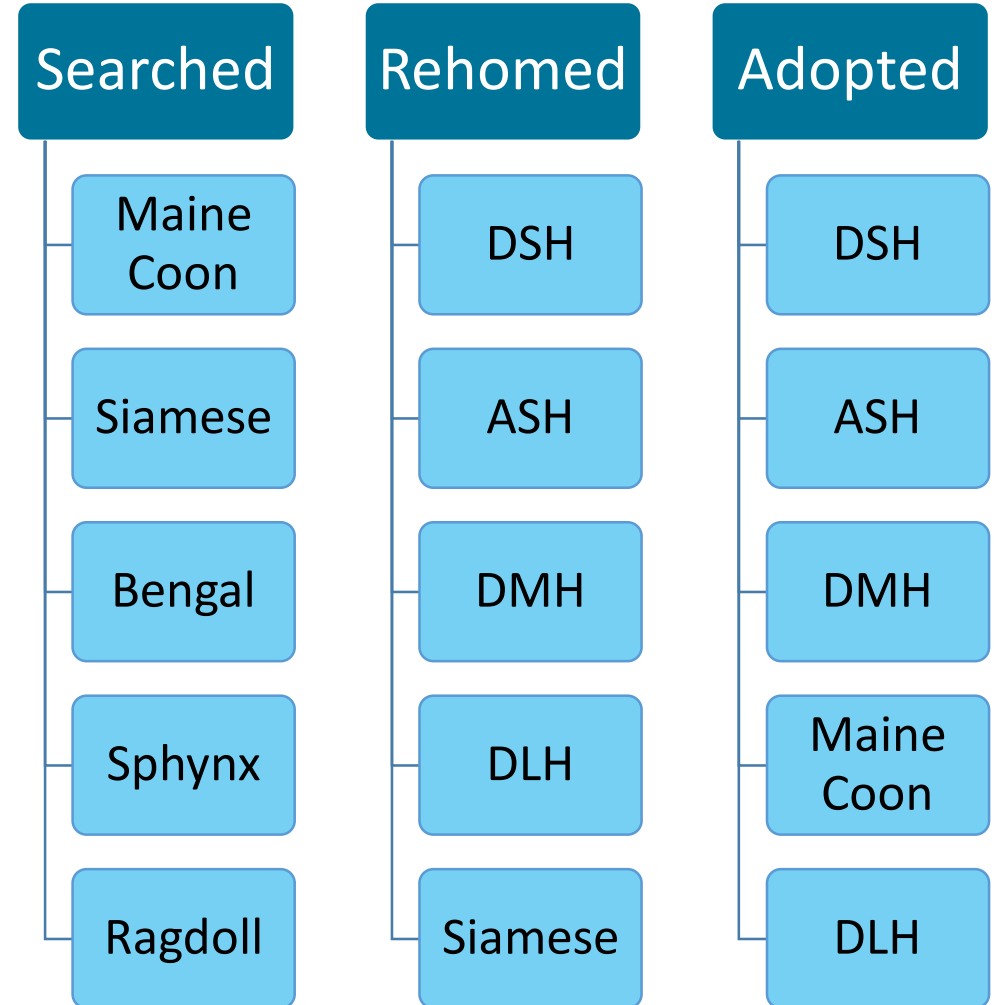 Searched
Maine
Coon
Siamese
Bengal
Sphynx
Ragdoll
Rehomed
DSH
ASH
DMH
DLH
Siamese
Adopted
DSH
ASH
DMH
Maine
Coon
DLH